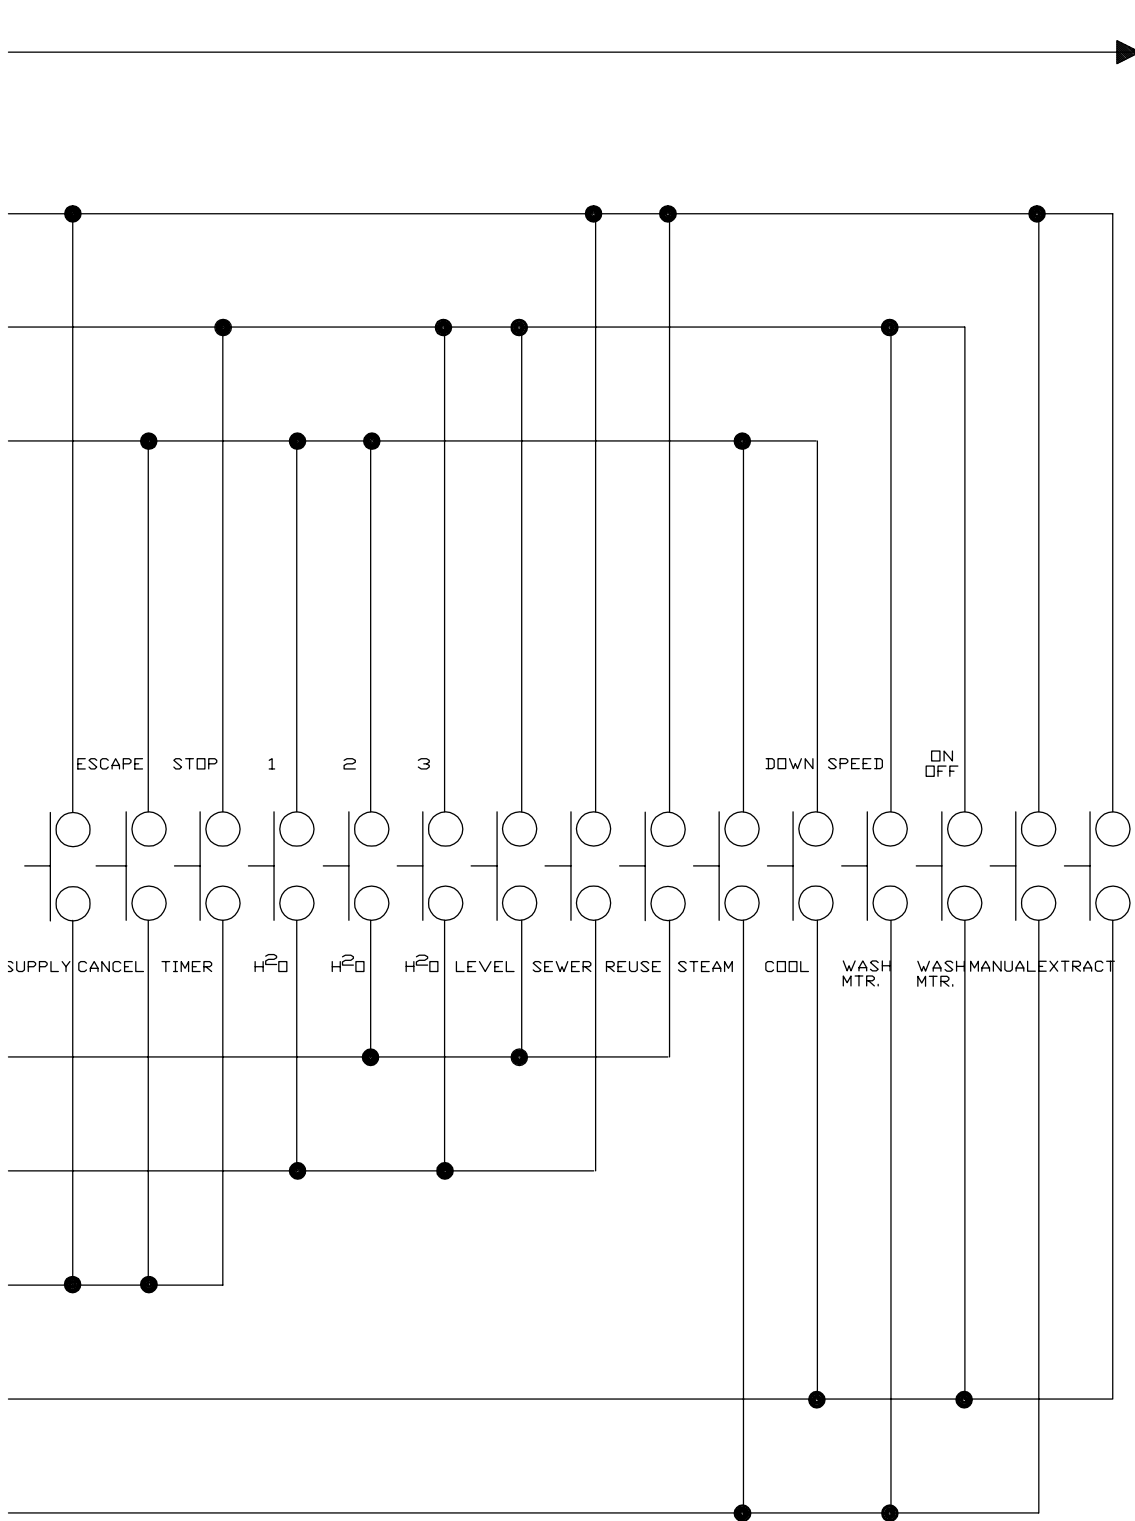 ESCAPE STOP 1 2 3 DOWN SPEED ON
OFF
SUPPLY CANCEL TIMER H2O H2O H2O LEVEL SEWER REUSE STEAM COOL WASH WASH MANUAL EXTRACT
MTR. MTR.